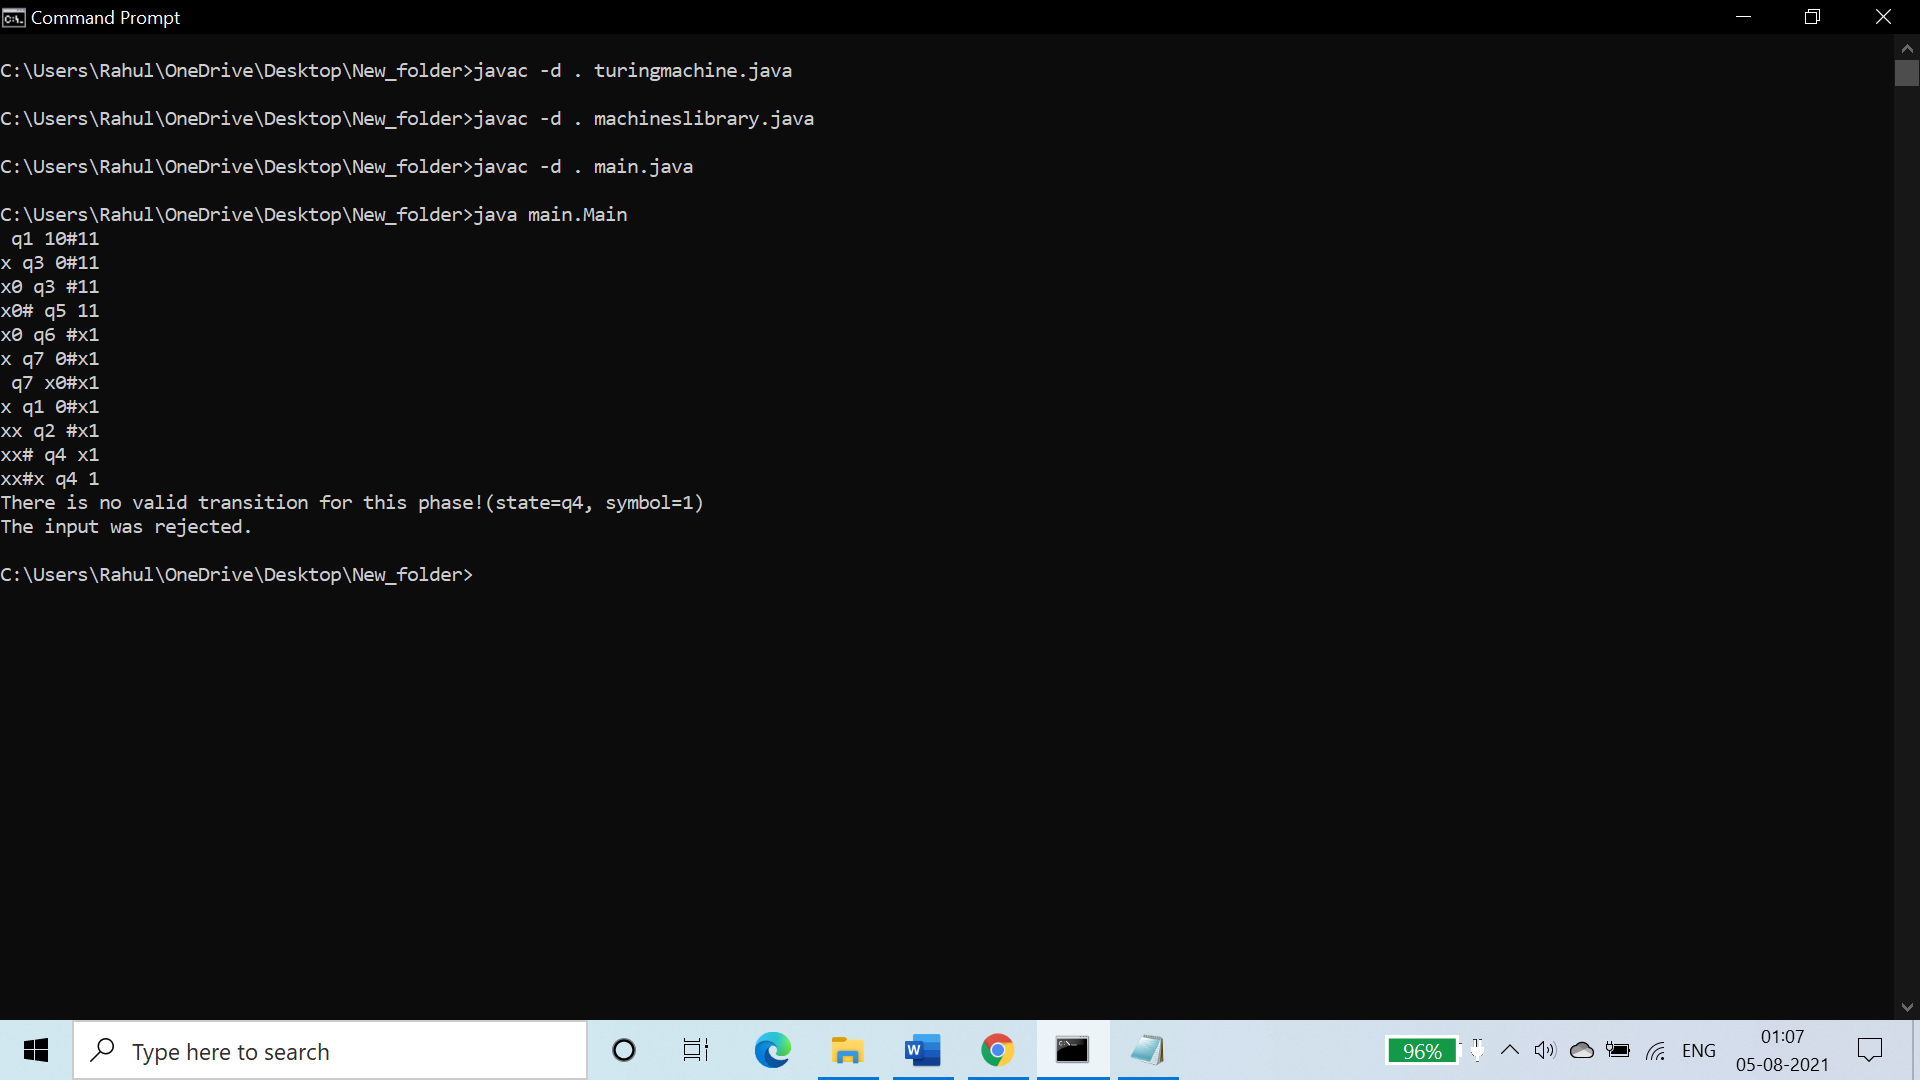 Command Prompt
C:\Users\Rahul\OneDrive\Desktop\New_folder>javac -d . turingmachine.java
C:\Users\Rahul\OneDrive\Desktop\New_folder>javac -d . machineslibrary.java
C:\Users\Rahul\OneDrive\Desktop\New_folder>javac -d . main.java
C:\Users\Rahul\OneDrive\Desktop\New_folder>java main.Main
 q1 10#11
x q3 0#11
x0 q3 #11
x0# q5 11
x0 q6 #x1
x q7 0#x1
 q7 x0#x1
x q1 0#x1
xx q2 #x1
xx# q4 x1
xx#x q4 1
There is no valid transition for this phase!(state=q4, symbol=1)
The input was rejected.
C:\Users\Rahul\OneDrive\Desktop\New_folder>
Type here to search
96%
ENG
01:07
05-08-2021